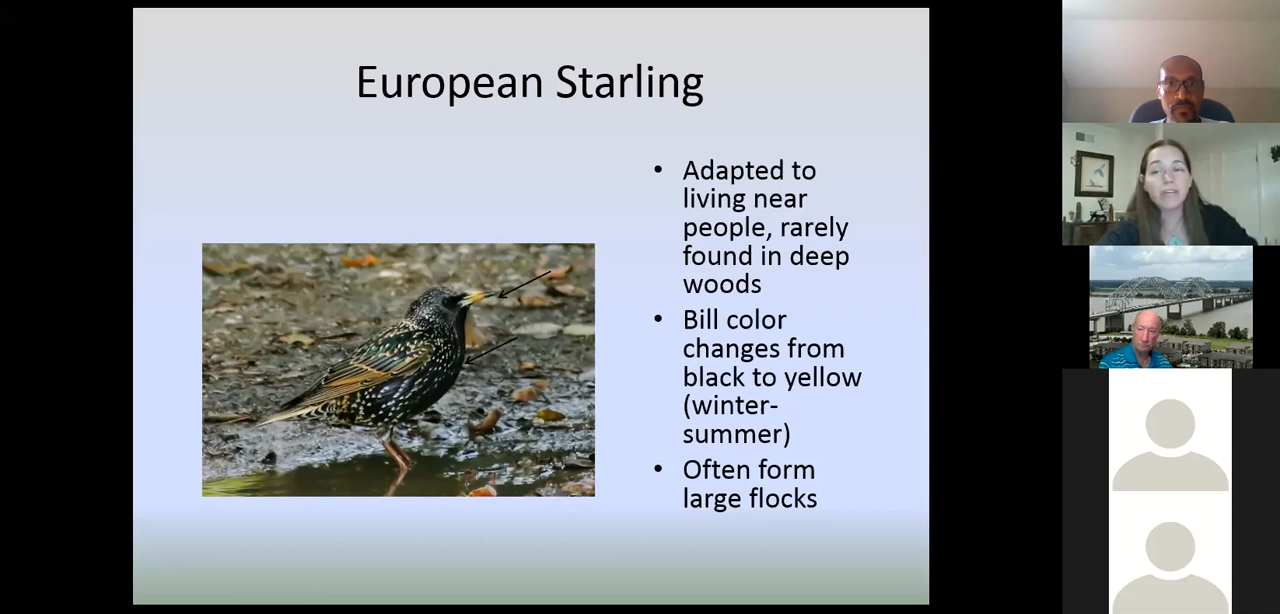 European Starling
• Adapted to
living near
people, rarely
found in deep
woods
• Bill color
changes from
black to yellow
(winter-
summer)
• Often form
large flocks